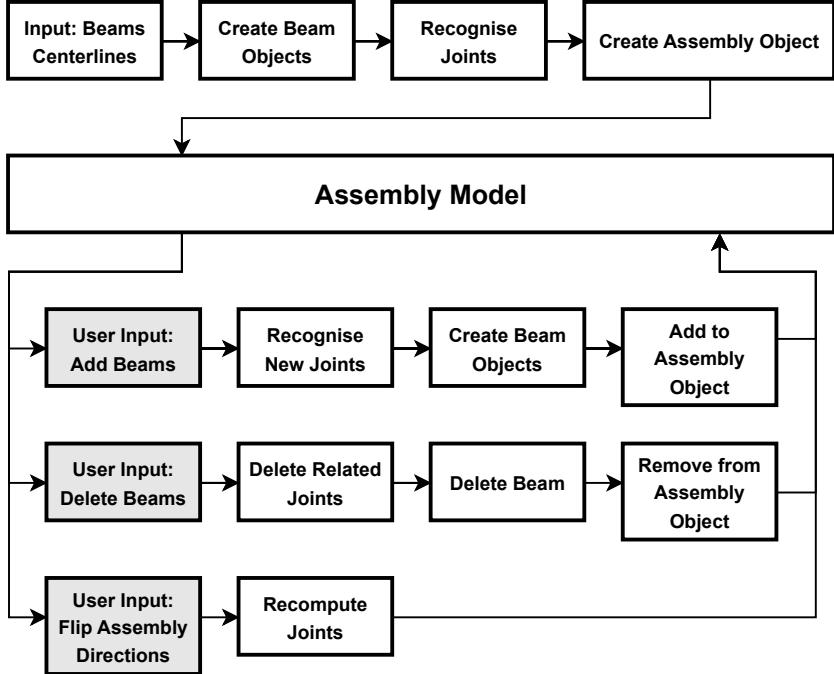 Input: Beams
Centerlines
Create Beam
Objects
Recognise
Joints
Create Assembly Object
Assembly Model
User Input:
Add Beams
Recognise
New Joints
Create Beam
Objects
Add to
Assembly
Object
User Input:
Delete Beams
Delete Related
Joints
Delete Beam
Remove from
Assembly
Object
User Input:
Flip Assembly
Directions
Recompute
Joints